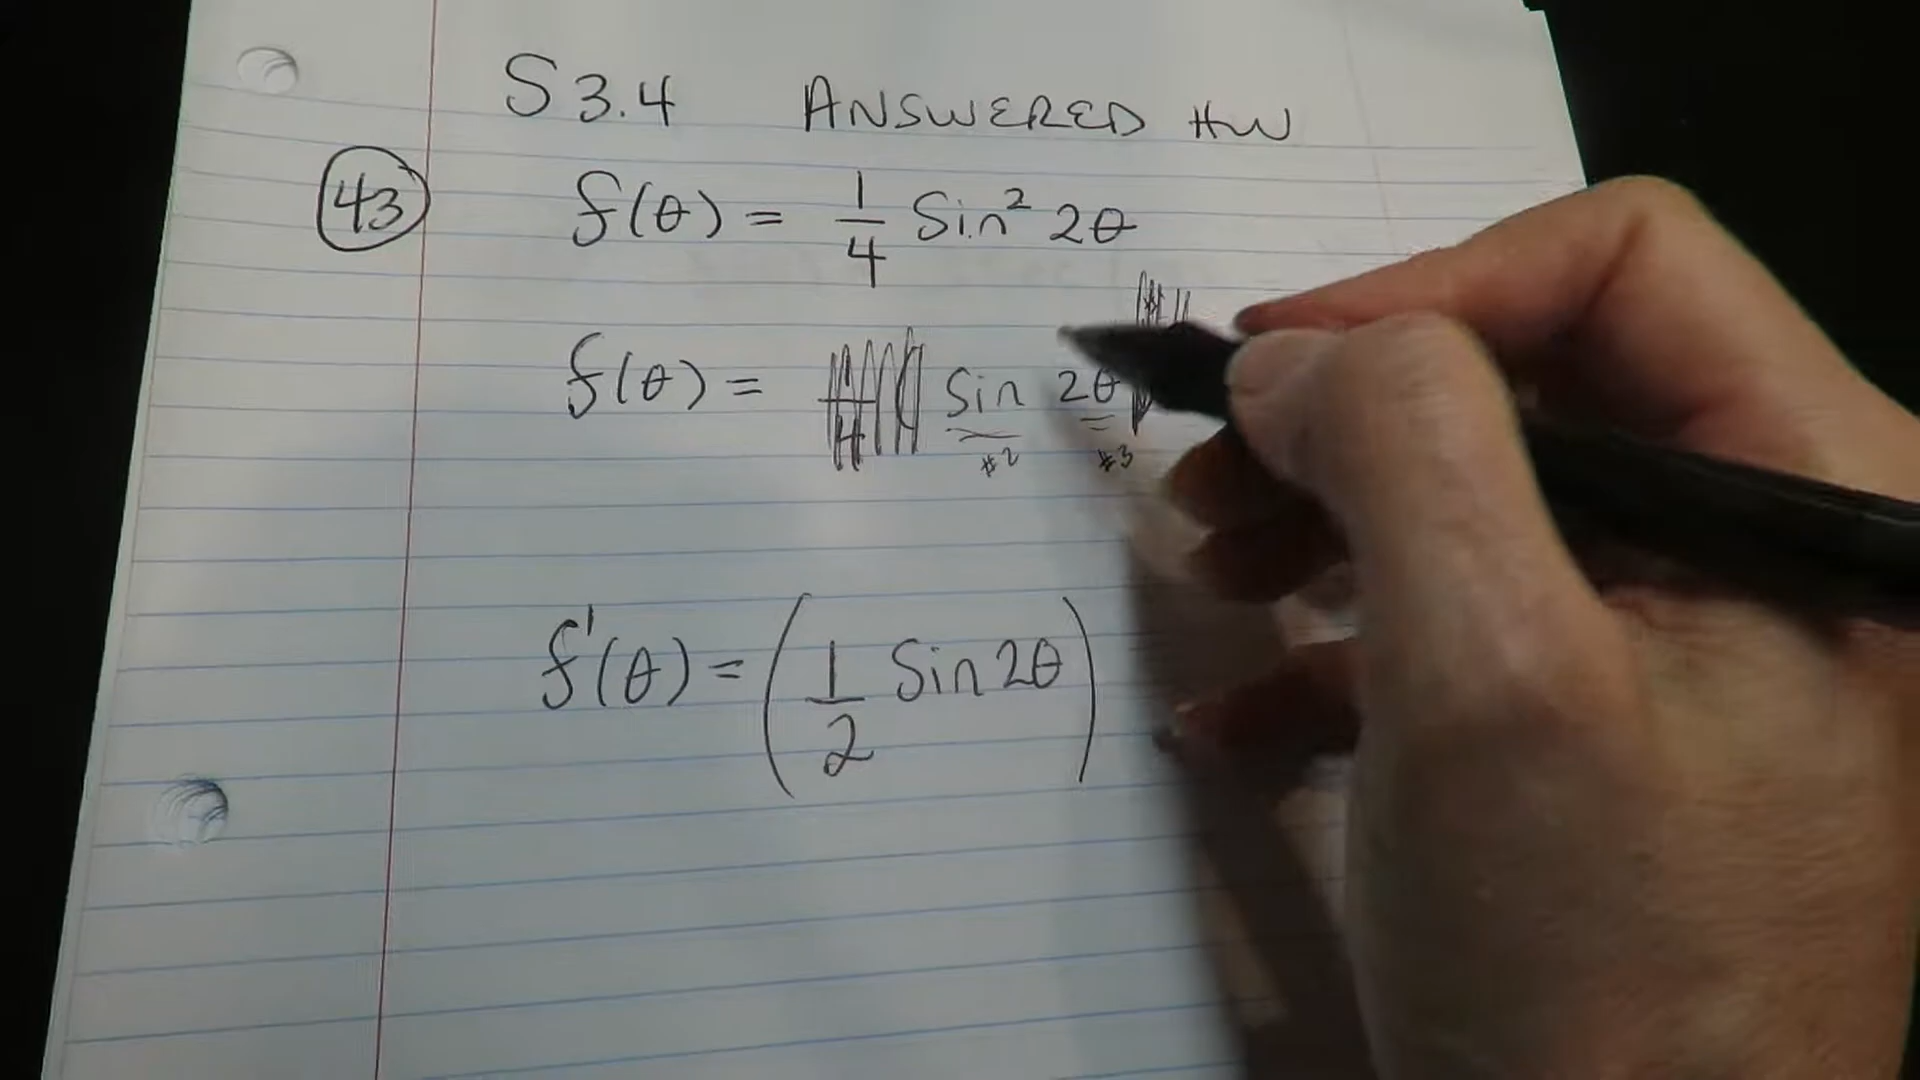 S 3.4 ANSWERED HW
43 f(θ) = 1/4 Sin² 2θ
f(θ) = Sin 2θ
#2 #3
f'(θ) = (1/2 Sin 2θ)